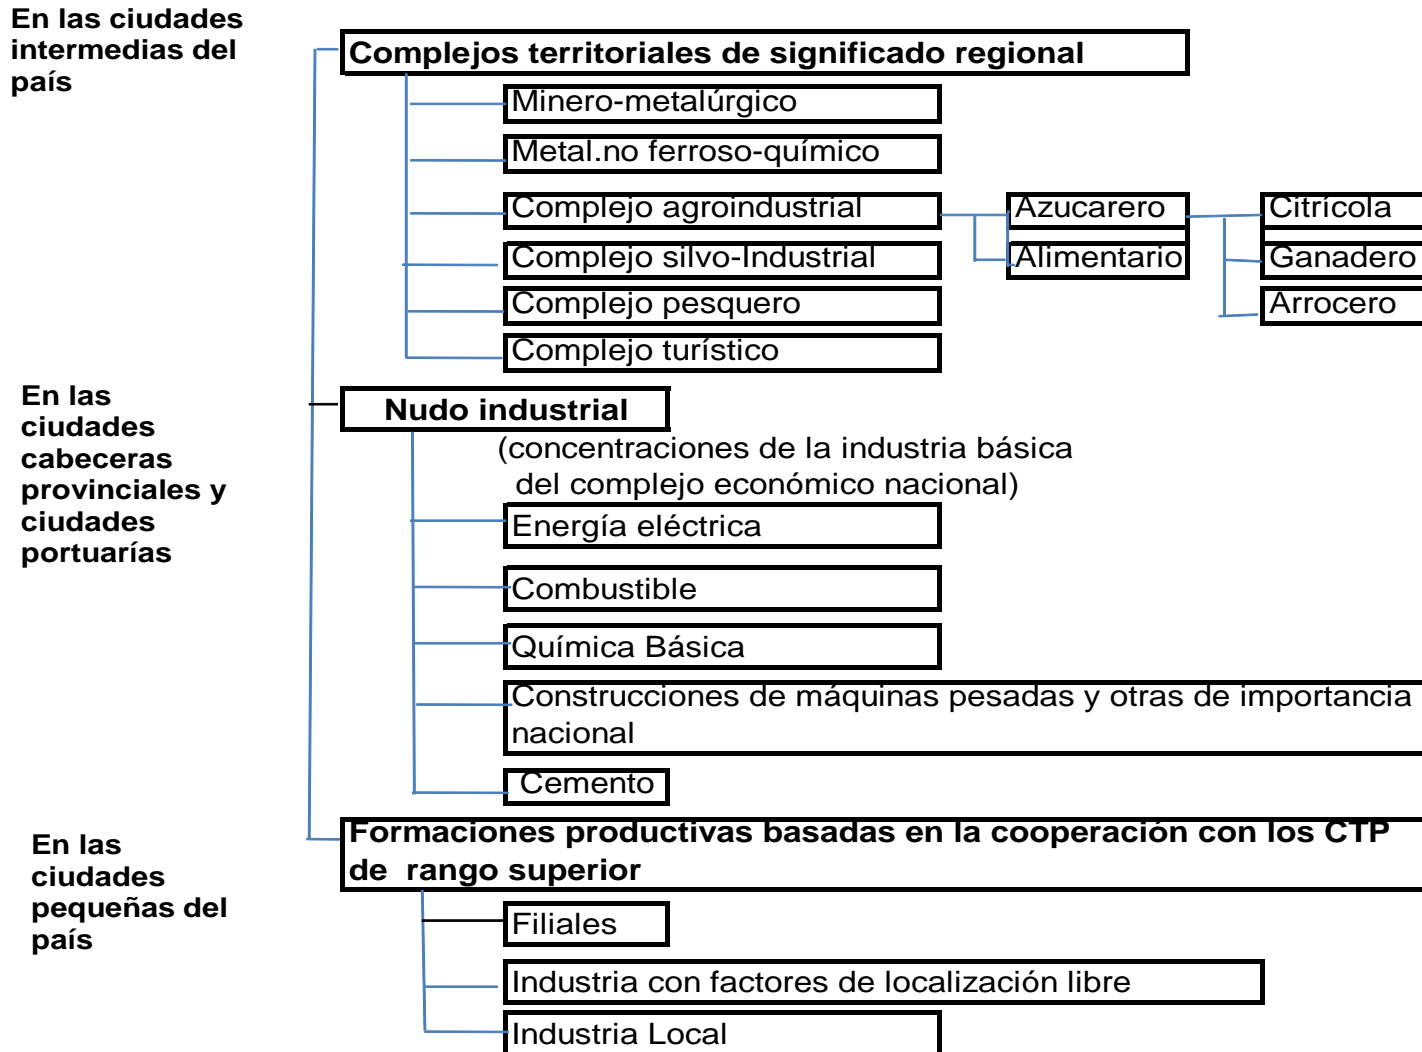 En las ciudades
intermedias del
país
Complejos territoriales de significado regional
Minero-metalúrgico
Metal.no ferroso-químico
Complejo agroindustrial
Azucarero
Citrícola
Complejo silvo-Industrial
Alimentario
Ganadero
Complejo pesquero
Arrocero
Complejo turístico
En las
ciudades
cabeceras
provinciales y
ciudades
portuarías
Nudo industrial
(concentraciones de la industria básica
del complejo económico nacional)
Energía eléctrica
Combustible
Química Básica
Construcciones de máquinas pesadas y otras de importancia
nacional
Cemento
En las
ciudades
pequeñas del
país
Formaciones productivas basadas en la cooperación con los CTP
de rango superior
Filiales
Industria con factores de localización libre
Industria Local